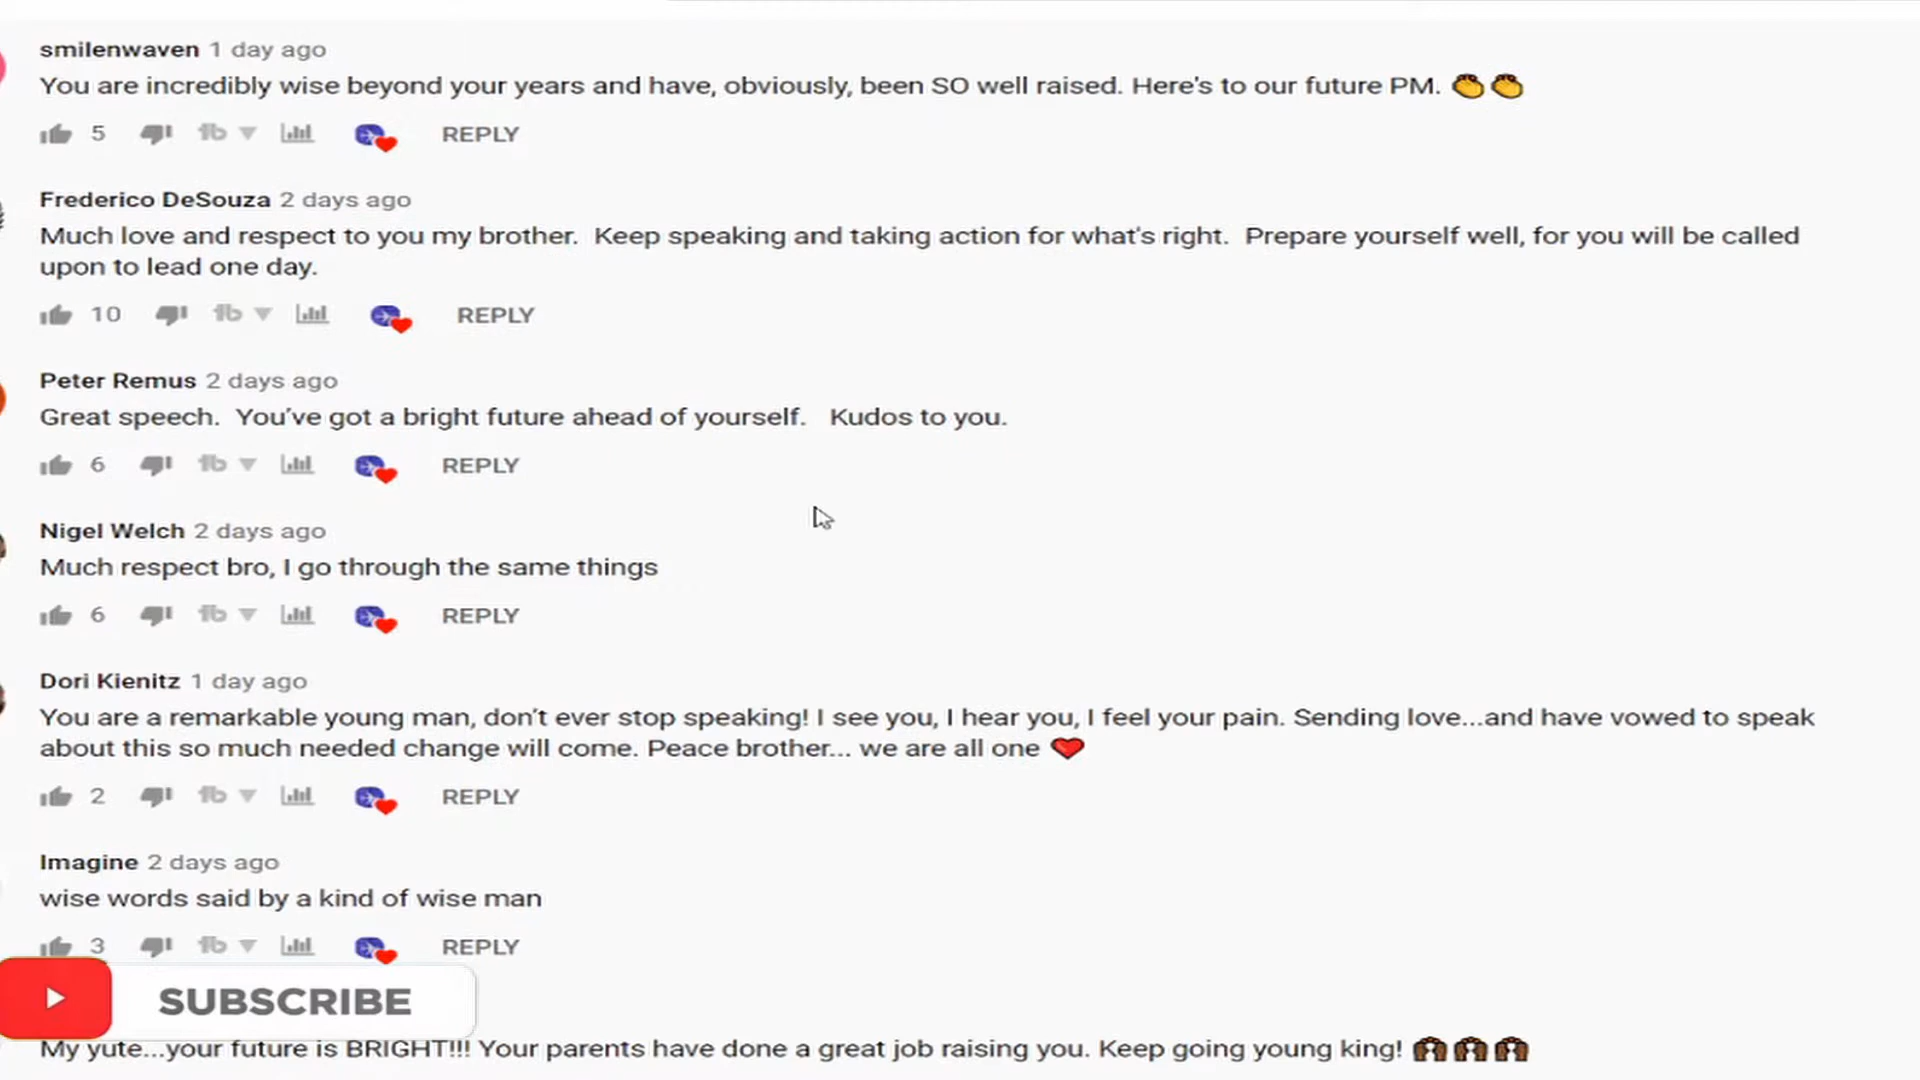 smilenwaven 1 day ago
You are incredibly wise beyond your years and have, obviously, been SO well raised. Here's to our future PM. 👏👏
5 REPLY
Frederico DeSouza 2 days ago
Much love and respect to you my brother. Keep speaking and taking action for what's right. Prepare yourself well, for you will be called
upon to lead one day.
10 REPLY
Peter Remus 2 days ago
Great speech. You've got a bright future ahead of yourself. Kudos to you.
6 REPLY
Nigel Welch 2 days ago
Much respect bro, I go through the same things
6 REPLY
Dori Kienitz 1 day ago
You are a remarkable young man, don't ever stop speaking! I see you, I hear you, I feel your pain. Sending love...and have vowed to speak
about this so much needed change will come. Peace brother... we are all one ❤️
2 REPLY
Imagine 2 days ago
wise words said by a kind of wise man
3 REPLY
SUBSCRIBE
My yute...your future is BRIGHT!!! Your parents have done a great job raising you. Keep going young king!